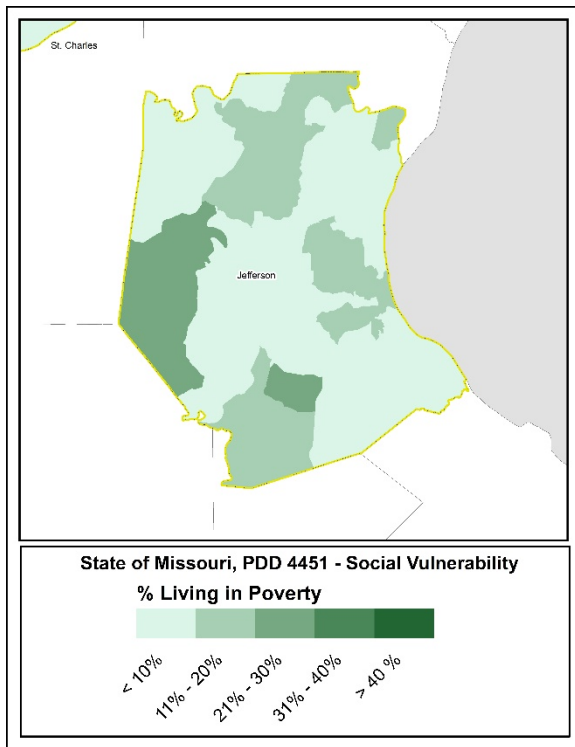 St. Charles
Jefferson
State of Missouri, PDD 4451 - Social Vulnerability
% Living in Poverty
< 10%
11% - 20%
21% - 30%
31% - 40%
> 40 %